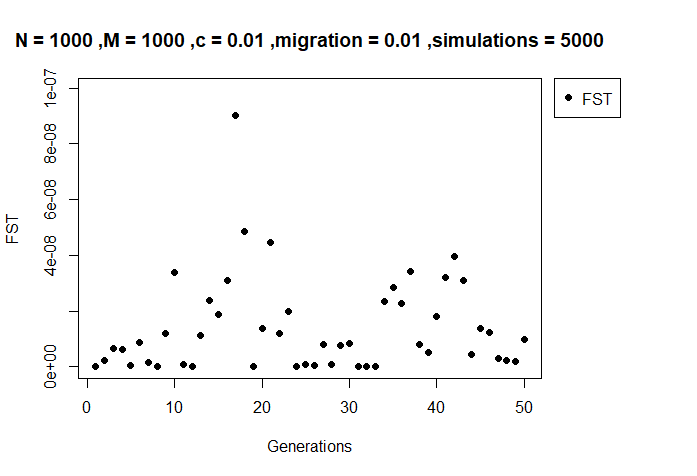 N = 1000 ,M = 1000 ,c = 0.01 ,migration = 0.01 ,simulations = 5000
FST
1e-07
8e-08
6e-08
4e-08
0e+00
FST
0 10 20 30 40 50
Generations